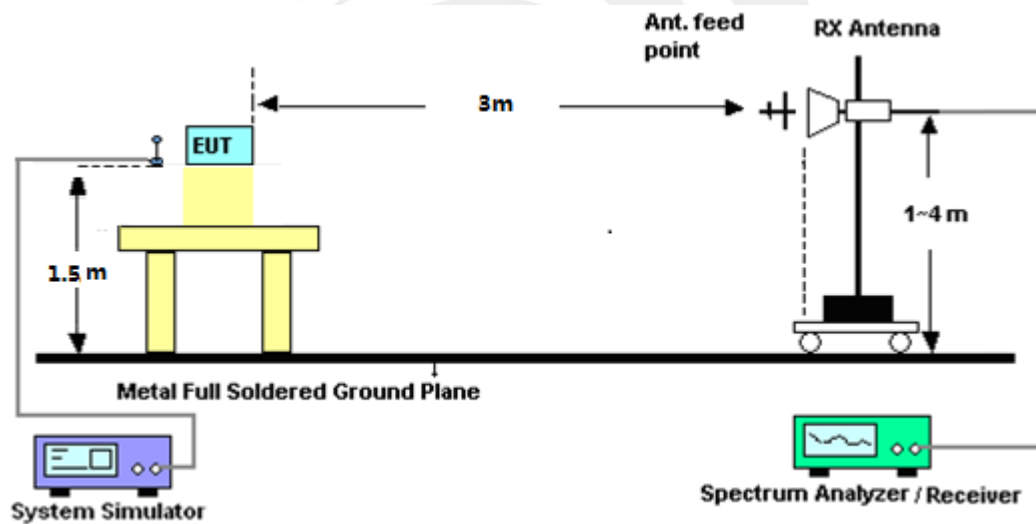 Ant. feed
point
RX Antenna
3m
EUT
1~4 m
1.5 m
Metal Full Soldered Ground Plane
System Simulator
Spectrum Analyzer / Receiver